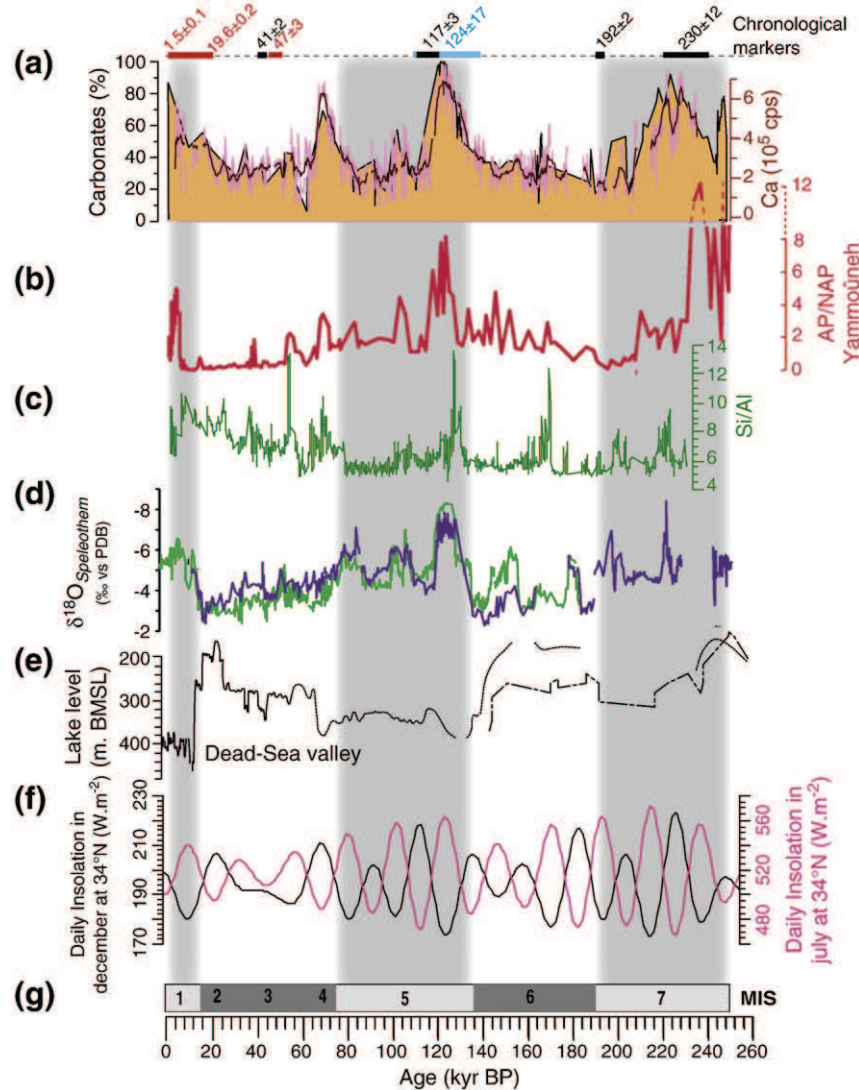 1.5±0.1
19.6±0.2
41±2
47±3
117±3
124±17
192±2
230±12
Chronological
markers
(a)
Carbonates (%)
100
80
60
40
20
0
6
4
2
0
Ca (10⁵ cps)
(b)
12
8
6
4
2
0
AP/NAP
Yammoûneh
(c)
14
12
10
8
6
4
Si/Al
(d)
δ¹⁸O Speleothem
(‰ vs PDB)
-8
-6
-4
-2
(e)
Lake level
(m. BMSL)
200
300
400
Dead-Sea valley
(f)
Daily Insolation in
december at 34°N (W.m⁻²)
230
210
190
170
560
520
480
Daily Insolation in
july at 34°N (W.m⁻²)
(g)
1 2 3 4 5 6 7 MIS
0 20 40 60 80 100 120 140 160 180 200 220 240 260
Age (kyr BP)